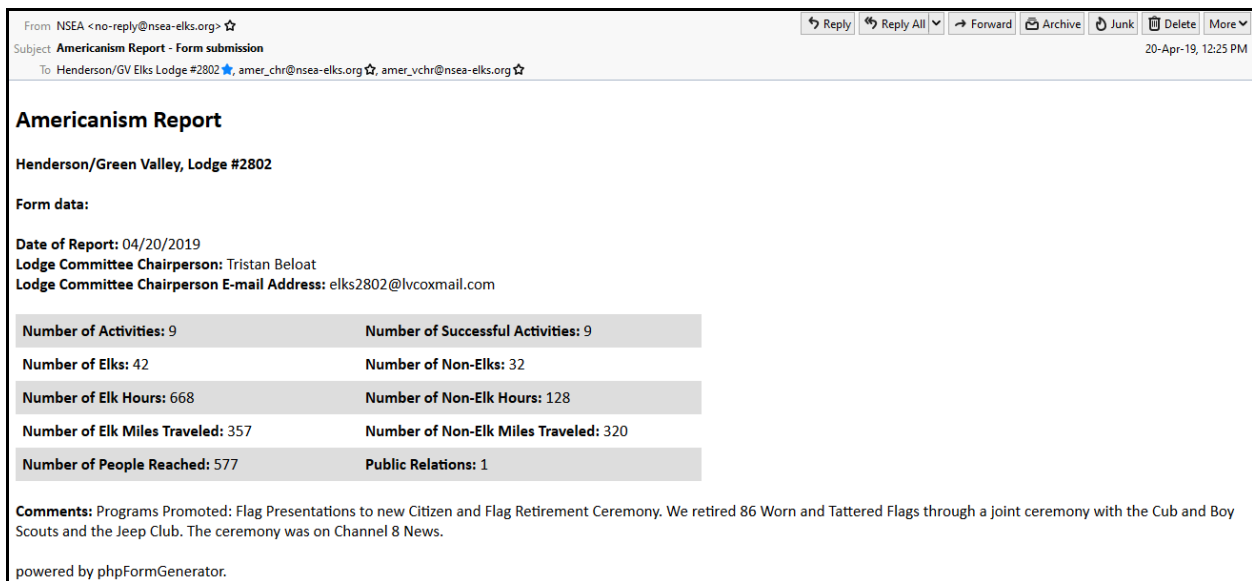 From NSEA <no-reply@nsea-elks.org>
Reply Reply All Forward Archive Junk Delete More
Subject Americanism Report - Form submission
20-Apr-19, 12:25 PM
To Henderson/GV Elks Lodge #2802, amer_chr@nsea-elks.org, amer_vchr@nsea-elks.org
Americanism Report
Henderson/Green Valley, Lodge #2802
Form data:
Date of Report: 04/20/2019
Lodge Committee Chairperson: Tristan Beloat
Lodge Committee Chairperson E-mail Address: elks2802@lvcoxmail.com
Number of Activities: 9 Number of Successful Activities: 9
Number of Elks: 42 Number of Non-Elks: 32
Number of Elk Hours: 668 Number of Non-Elk Hours: 128
Number of Elk Miles Traveled: 357 Number of Non-Elk Miles Traveled: 320
Number of People Reached: 577 Public Relations: 1
Comments: Programs Promoted: Flag Presentations to new Citizen and Flag Retirement Ceremony. We retired 86 Worn and Tattered Flags through a joint ceremony with the Cub and Boy
Scouts and the Jeep Club. The ceremony was on Channel 8 News.
powered by phpFormGenerator.